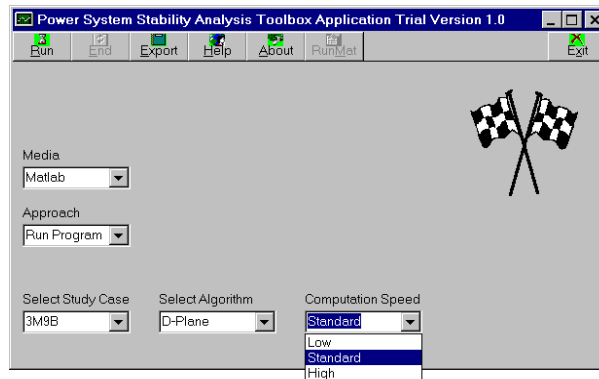 Power System Stability Analysis Toolbox Application Trial Version 1.0
Run End Export Help About RunMat Exit
Media
Matlab
Approach
Run Program
Select Study Case Select Algorithm Computation Speed
3M9B D-Plane Standard
Low
Standard
High